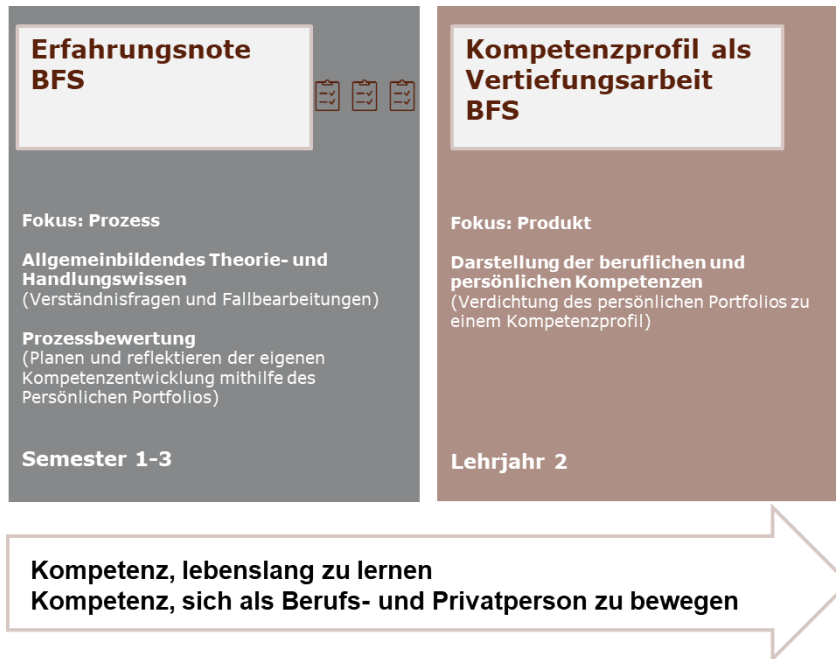 Erfahrungsnote
BFS
Fokus: Prozess
Allgemeinbildendes Theorie- und
Handlungswissen
(Verständnisfragen und Fallbearbeitungen)
Prozessbewertung
(Planen und reflektieren der eigenen
Kompetenzentwicklung mithilfe des
Persönlichen Portfolios)
Semester 1-3
Kompetenzprofil als
Vertiefungsarbeit
BFS
Fokus: Produkt
Darstellung der beruflichen und
persönlichen Kompetenzen
(Verdichtung des persönlichen Portfolios zu
einem Kompetenzprofil)
Lehrjahr 2
Kompetenz, lebenslang zu lernen
Kompetenz, sich als Berufs- und Privatperson zu bewegen